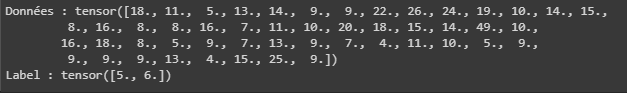 Données : tensor([18., 11.,  5., 13., 14.,  9.,  9., 22., 26., 24., 19., 10., 14., 15.,
         8., 16.,  8.,  8., 16.,  7., 11., 10., 20., 18., 15., 14., 49., 10.,
        16., 18.,  8.,  5.,  9.,  7., 13.,  9.,  7.,  4., 11., 10.,  5.,  9.,
         9.,  9.,  9., 13.,  4., 15., 25.,  9.])
Label : tensor([5., 6.])